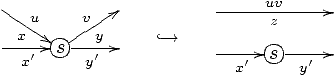 u v uv
x y z
s ↪ s
x′ y′ x′ y′